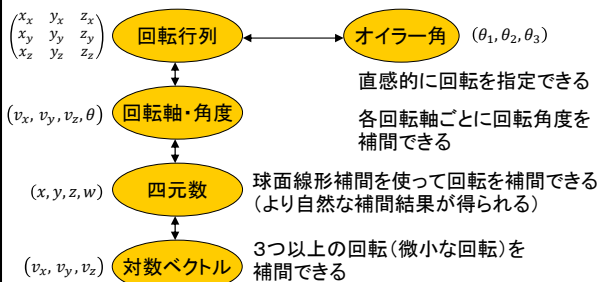 x_x y_x z_x
x_y y_y z_y
x_z y_z z_z
回転行列
オイラー角
(θ_1, θ_2, θ_3)
直感的に回転を指定できる
各回転軸ごとに回転角度を
補間できる
(v_x, v_y, v_z, θ)
回転軸・角度
(x, y, z, w)
四元数
球面線形補間を使って回転を補間できる
(より自然な補間結果が得られる)
(v_x, v_y, v_z)
対数ベクトル
3つ以上の回転(微小な回転)を
補間できる